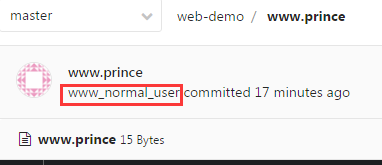 master web-demo / www.prince
www.prince
www_normal_user committed 17 minutes ago
www.prince 15 Bytes